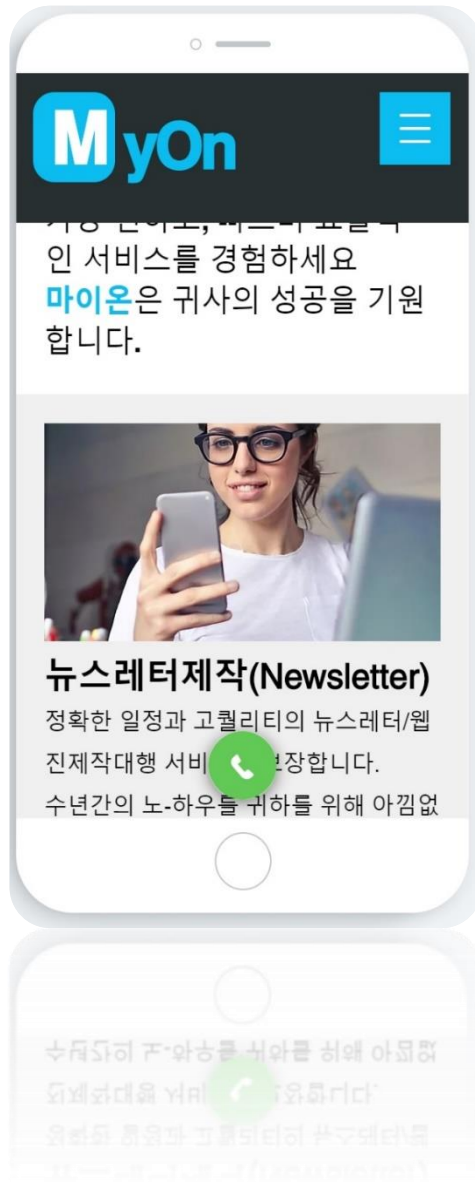 MyOn
인 서비스를 경험하세요
마이온은 귀사의 성공을 기원
합니다.
뉴스레터제작(Newsletter)
정확한 일정과 고퀄리티의 뉴스레터/웹
진제작대행 서비 보장합니다.
수년간의 노-하우를 귀하를 위해 아낌없